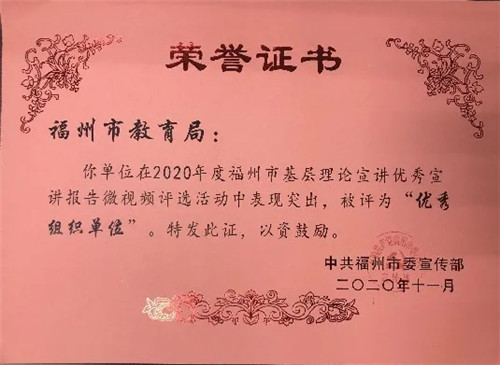 荣誉证书
福州市教育局：
你单位在2020年度福州市基层理论宣讲优秀宣
讲报告微视频评选活动中表现突出，被评为“优秀
组织单位”。特发此证，以资鼓励。
中共福州市委宣传部
二〇二〇年十一月